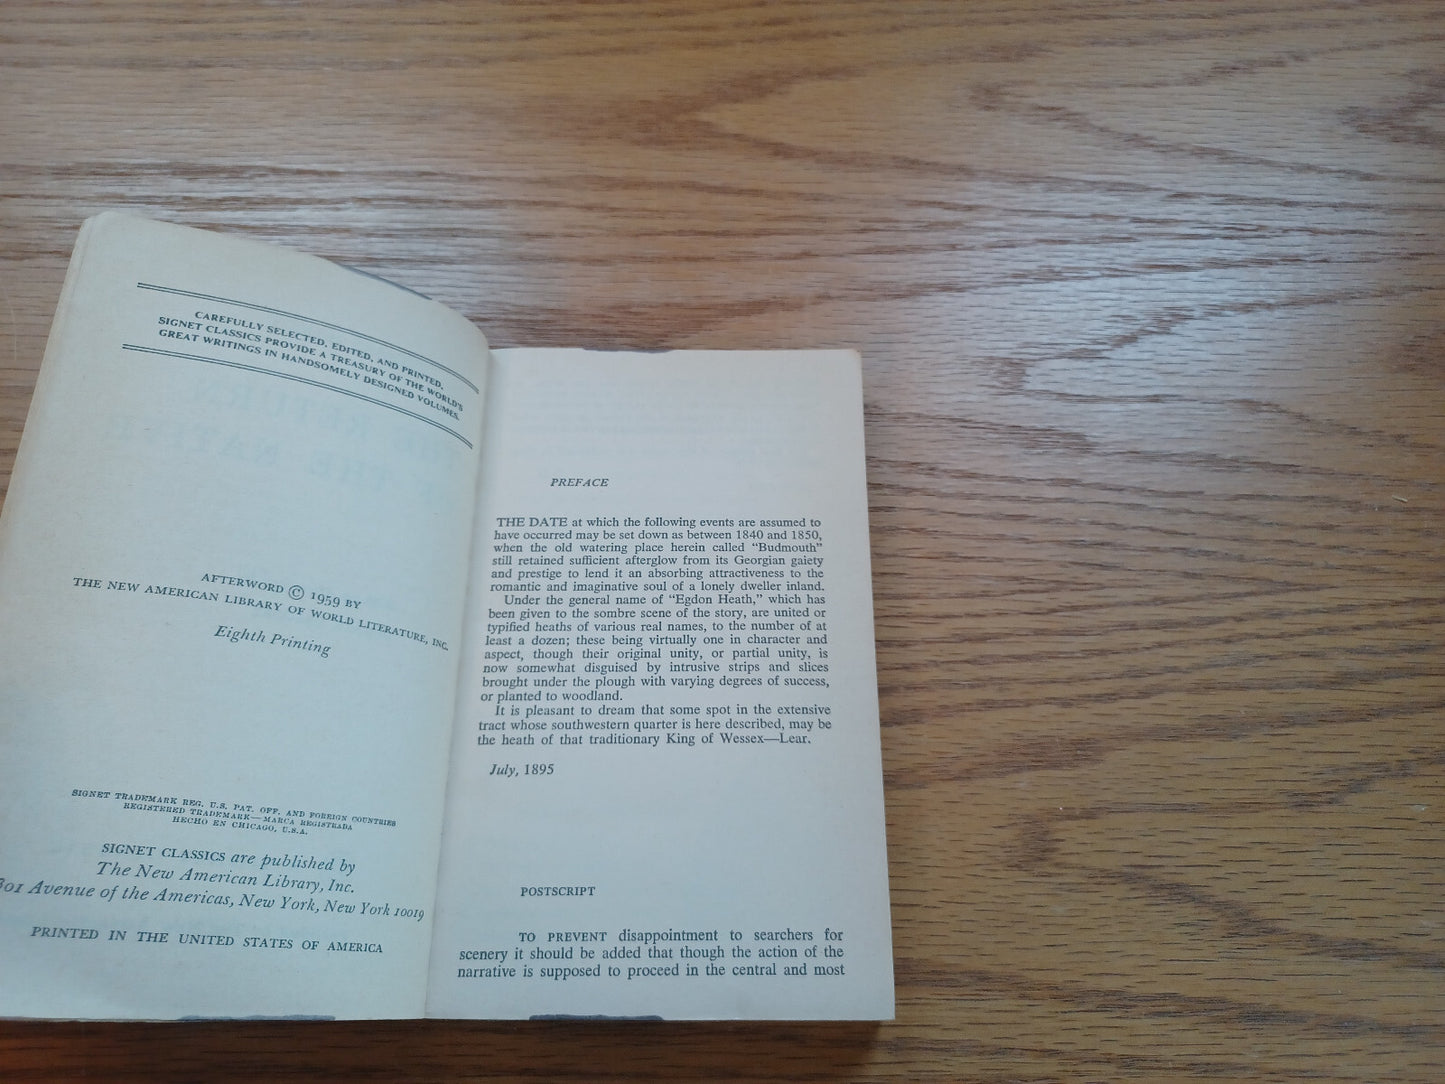 CAREFULLY SELECTED, EDITED, AND PRINTED,
SIGNET CLASSICS PROVIDE A TREASURY OF THE WORLD'S
GREAT WRITINGS IN HANDSOMELY DESIGNED VOLUMES.
AFTERWORD © 1959 BY
THE NEW AMERICAN LIBRARY OF WORLD LITERATURE, INC.
Eighth Printing
SIGNET TRADEMARK REG. U.S. PAT. OFF. AND FOREIGN COUNTRIES
REGISTERED TRADEMARK—MARCA REGISTRADA
HECHO EN CHICAGO, U.S.A.
SIGNET CLASSICS are published by
The New American Library, Inc.
1301 Avenue of the Americas, New York, New York 10019
PRINTED IN THE UNITED STATES OF AMERICA
PREFACE
THE DATE at which the following events are assumed to
have occurred may be set down as between 1840 and 1850,
when the old watering place herein called "Budmouth"
still retained sufficient afterglow from its Georgian gaiety
and prestige to lend it an absorbing attractiveness to the
romantic and imaginative soul of a lonely dweller inland.
Under the general name of "Egdon Heath," which has
been given to the sombre scene of the story, are united or
typified heaths of various real names, to the number of at
least a dozen; these being virtually one in character and
aspect, though their original unity, or partial unity, is
now somewhat disguised by intrusive strips and slices
brought under the plough with varying degrees of success,
or planted to woodland.
It is pleasant to dream that some spot in the extensive
tract whose southwestern quarter is here described, may be
the heath of that traditionary King of Wessex—Lear.
July, 1895
POSTSCRIPT
TO PREVENT disappointment to searchers for
scenery it should be added that though the action of the
narrative is supposed to proceed in the central and most